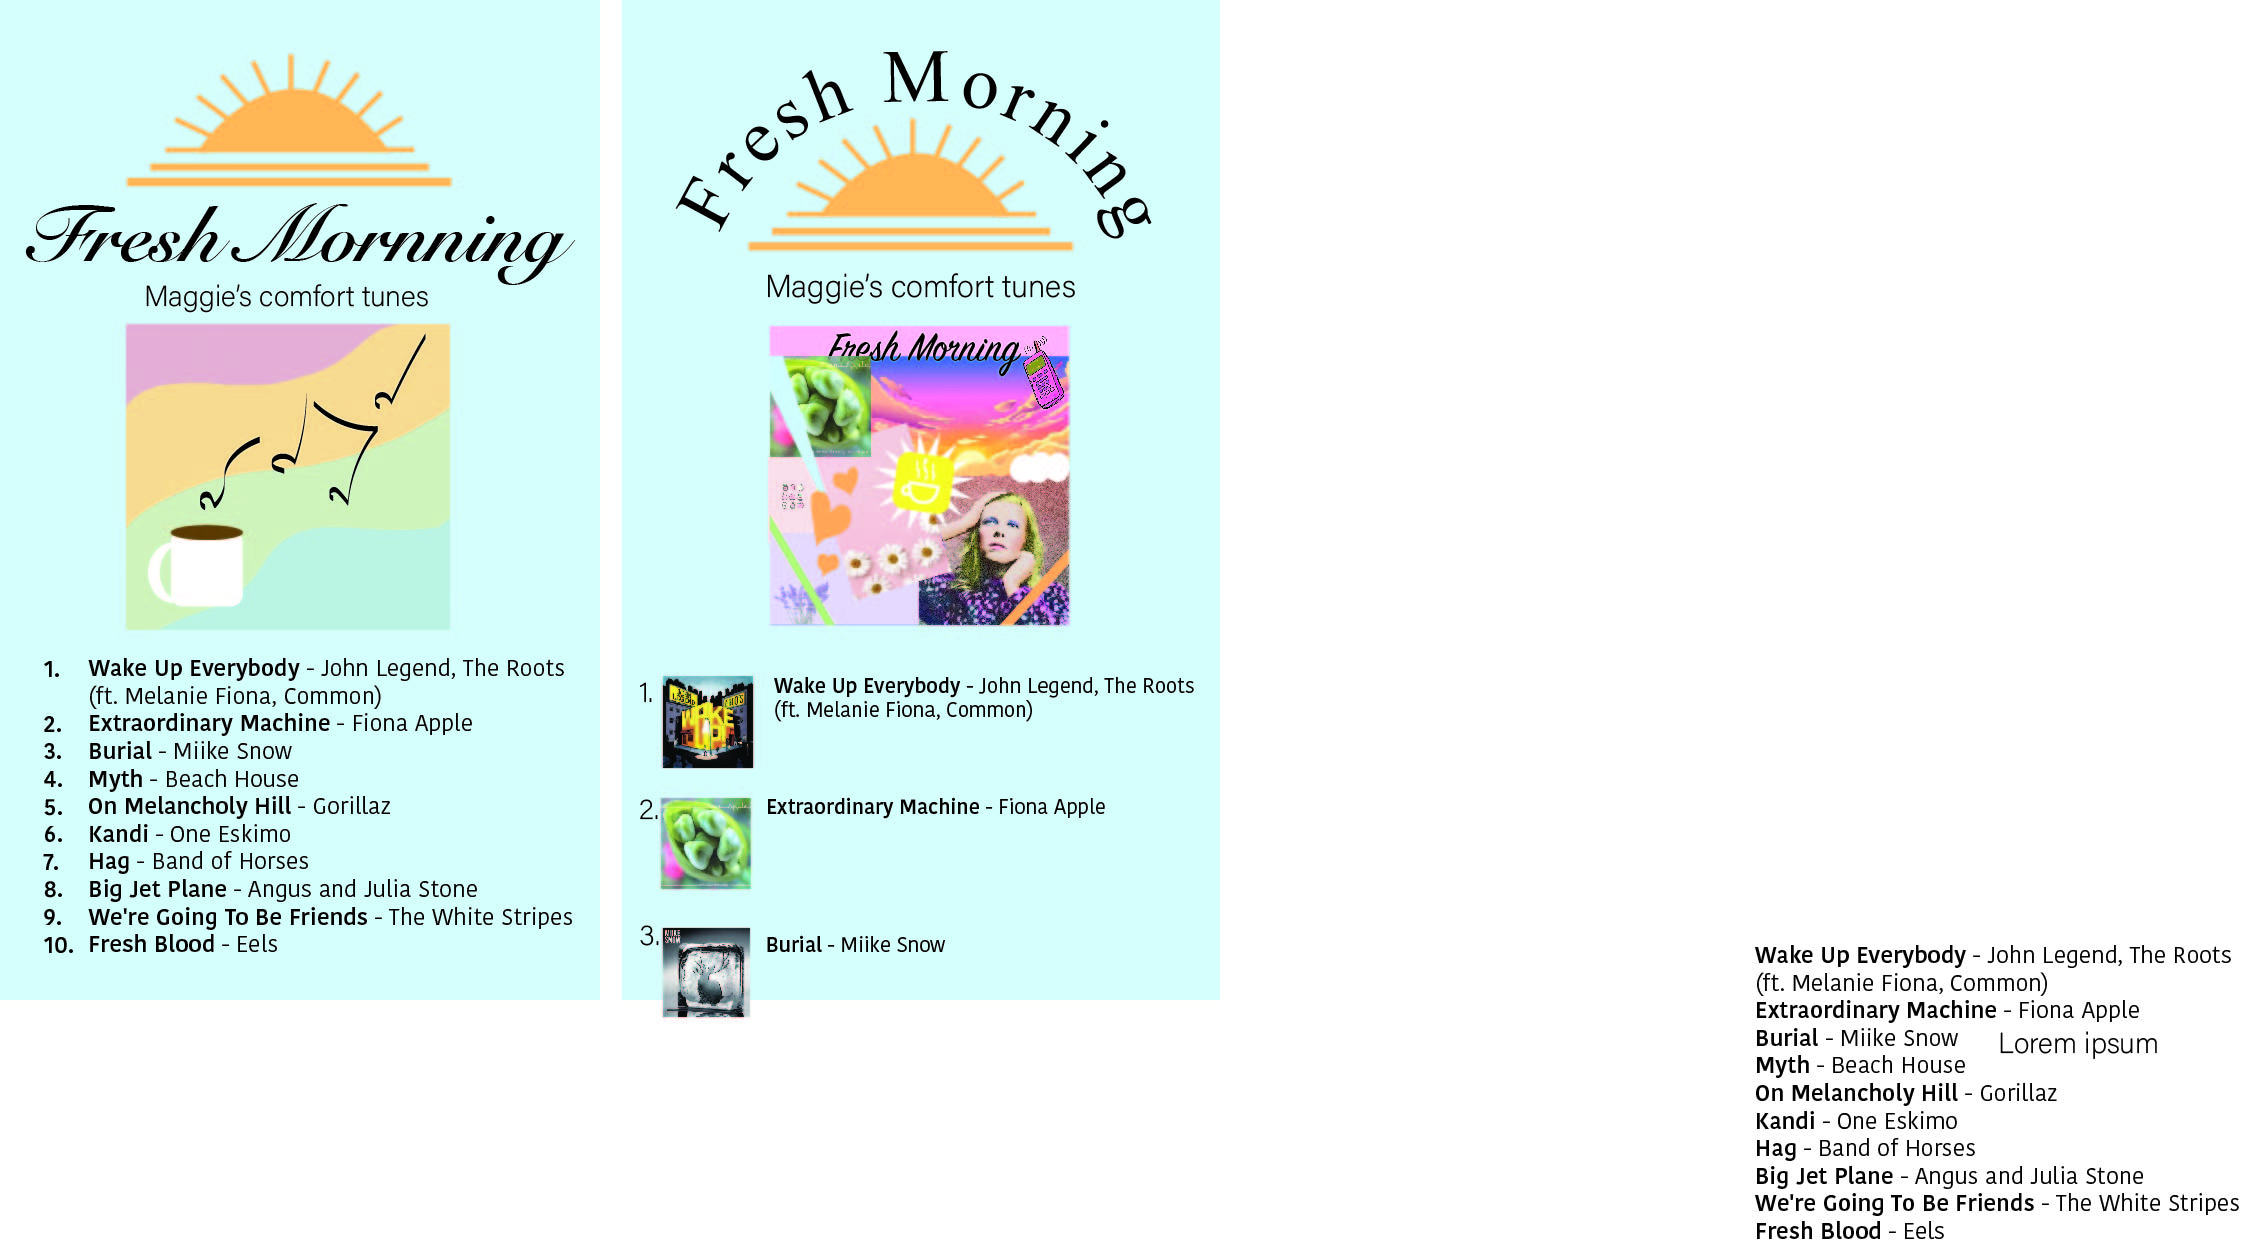 Fresh Mornning
Maggie's comfort tunes
1. Wake Up Everybody - John Legend, The Roots
(ft. Melanie Fiona, Common)
2. Extraordinary Machine - Fiona Apple
3. Burial - Miike Snow
4. Myth - Beach House
5. On Melancholy Hill - Gorillaz
6. Kandi - One Eskimo
7. Hag - Band of Horses
8. Big Jet Plane - Angus and Julia Stone
9. We're Going To Be Friends - The White Stripes
10. Fresh Blood - Eels
Fresh Morning
Maggie's comfort tunes
Fresh Morning
1. Wake Up Everybody - John Legend, The Roots
(ft. Melanie Fiona, Common)
WAKE
2. Extraordinary Machine - Fiona Apple
3. Burial - Miike Snow
MIIKE
SNOW
Wake Up Everybody - John Legend, The Roots
(ft. Melanie Fiona, Common)
Extraordinary Machine - Fiona Apple
Burial - Miike Snow
Lorem ipsum
Myth - Beach House
On Melancholy Hill - Gorillaz
Kandi - One Eskimo
Hag - Band of Horses
Big Jet Plane - Angus and Julia Stone
We're Going To Be Friends - The White Stripes
Fresh Blood - Eels